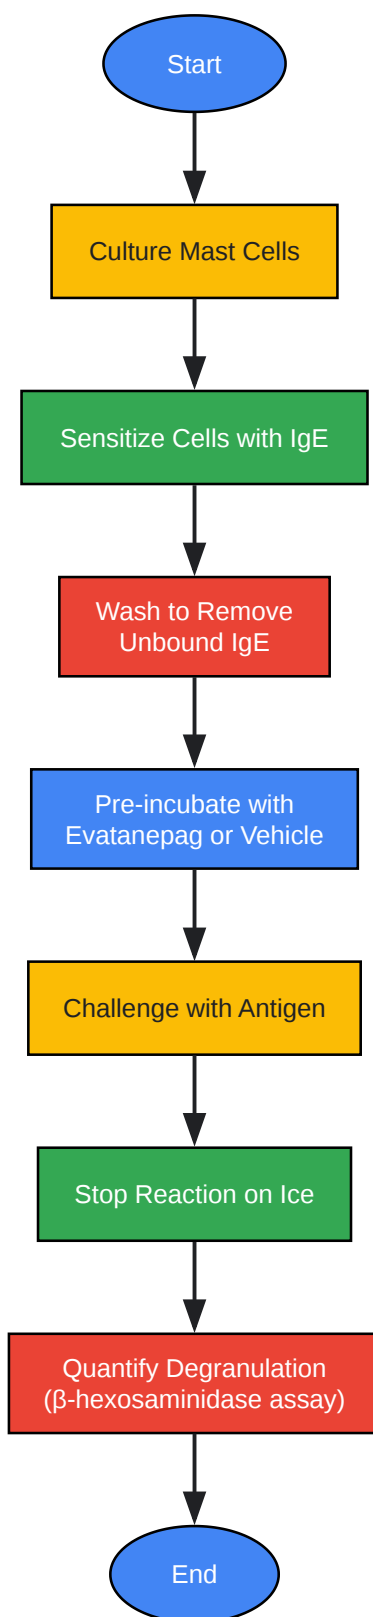 Start
Culture Mast Cells
Sensitize Cells with IgE
Wash to Remove
Unbound IgE
Pre-incubate with
Evatanepag or Vehicle
Challenge with Antigen
Stop Reaction on Ice
Quantify Degranulation
(β-hexosaminidase assay)
End